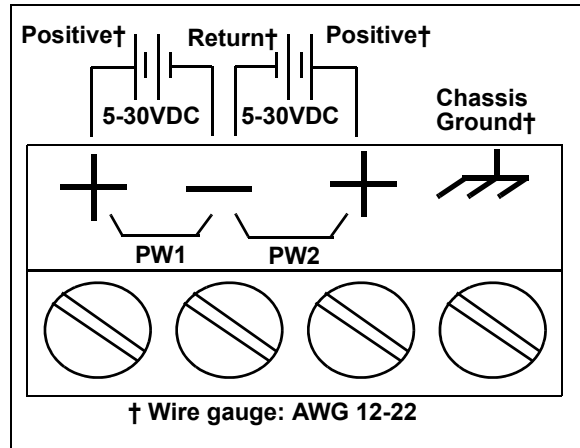 Positive† Return† Positive†
5-30VDC 5-30VDC
Chassis
Ground†
PW1 PW2
† Wire gauge: AWG 12-22